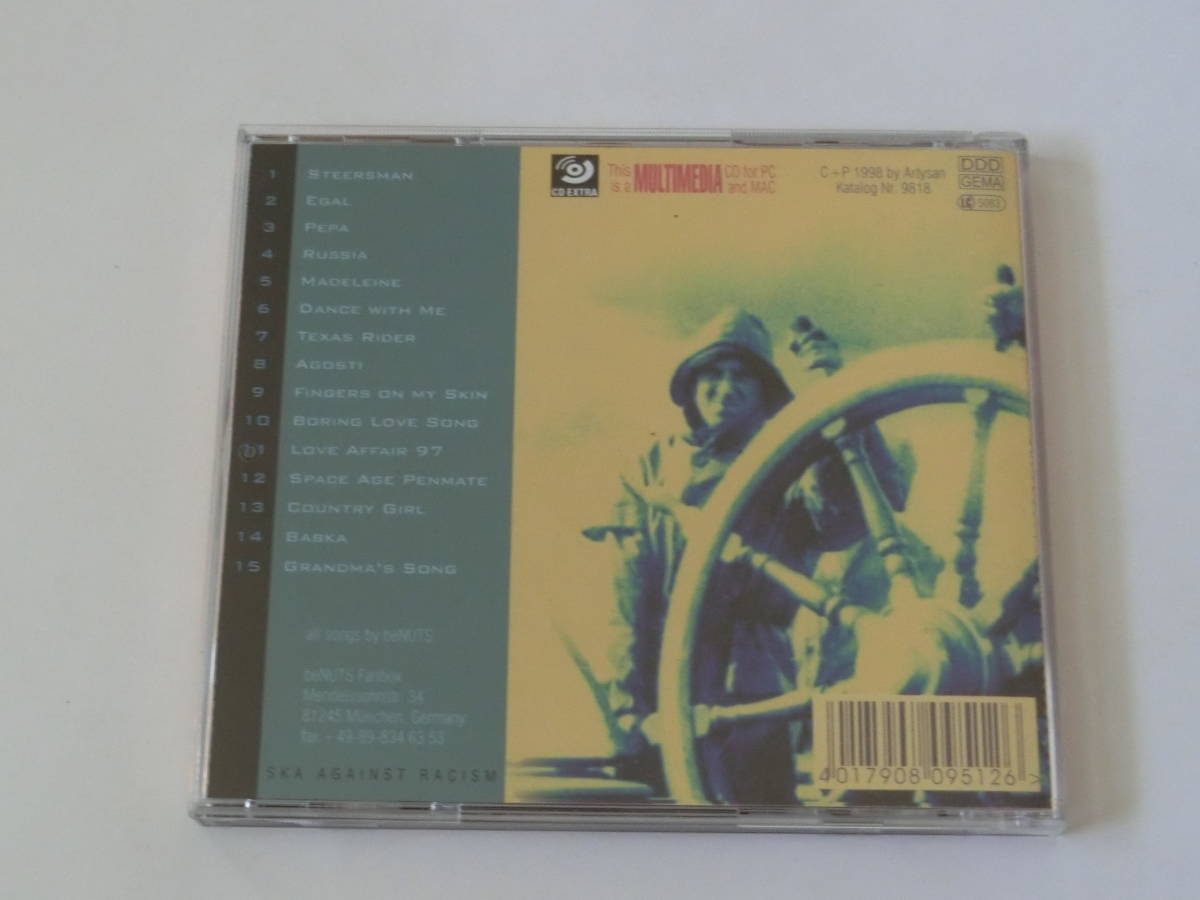 1 STEERSMAN
2 EGAL
3 PEPA
4 RUSSIA
5 MADELEINE
6 DANCE WITH ME
7 TEXAS RIDER
8 AGOSTI
9 FINGERS ON MY SKIN
10 BORING LOVE SONG
11 LOVE AFFAIR 97
12 SPACE AGE PENMATE
13 COUNTRY GIRL
14 BABKA
15 GRANDMA'S SONG
all songs by beNUTS
beNUTS Fanbox
Mendelssohnstr. 34
81245 München, Germany
fax: +49-89-834 63 53
SKA AGAINST RACISM
CD EXTRA
This is a MULTIMEDIA CD for PC and MAC
C+P 1998 by Artysan
Katalog Nr. 9818
DDD
GEMA
LC 5083
4 017908 095126 >